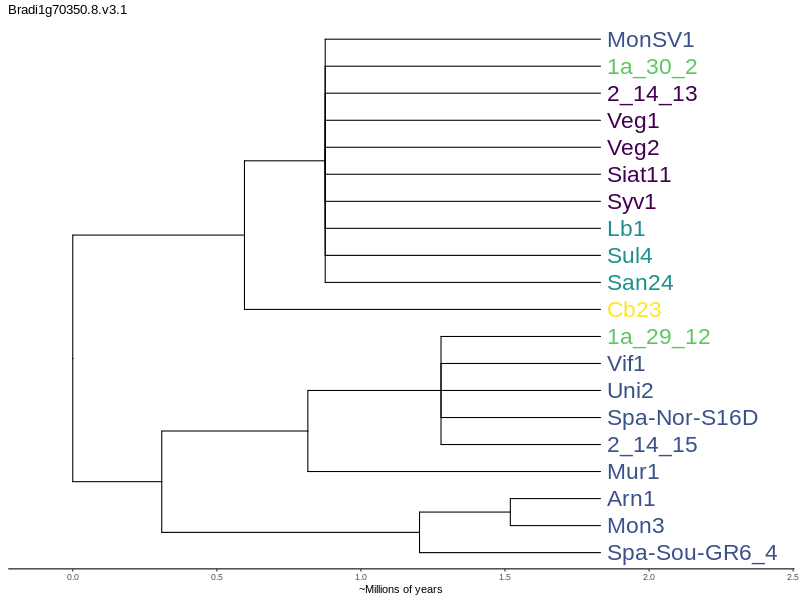 Bradi1g70350.8.v3.1
MonSV1
1a_30_2
2_14_13
Veg1
Veg2
Siat11
Syv1
Lb1
Sul4
San24
Cb23
1a_29_12
Vif1
Uni2
Spa-Nor-S16D
2_14_15
Mur1
Arn1
Mon3
Spa-Sou-GR6_4
0.0 0.5 1.0 1.5 2.0 2.5
~Millions of years